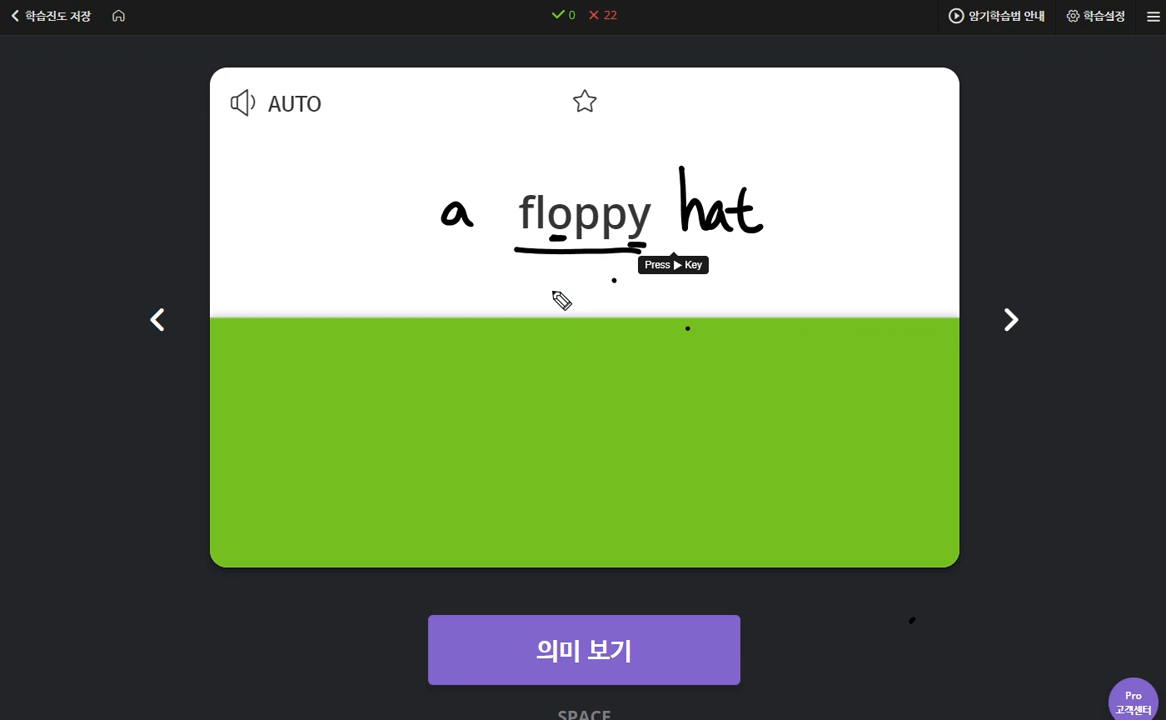 학습진도 저장 0 22 암기학습법 안내 학습설정
AUTO
a floppy hat
Press ▶ Key
의미 보기
SPACE
Pro
고객센터